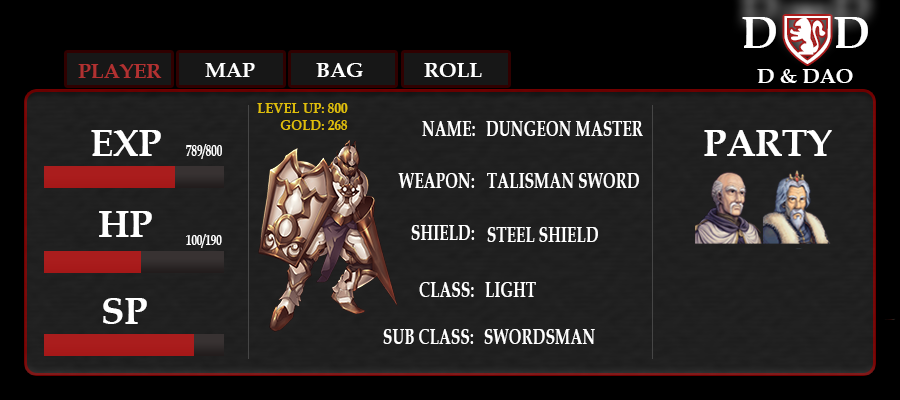 D D
D & DAO
PLAYER MAP BAG ROLL
EXP
789/800
HP
100/190
SP
LEVEL UP: 800
GOLD: 268
NAME: DUNGEON MASTER
WEAPON: TALISMAN SWORD
SHIELD: STEEL SHIELD
CLASS: LIGHT
SUB CLASS: SWORDSMAN
PARTY